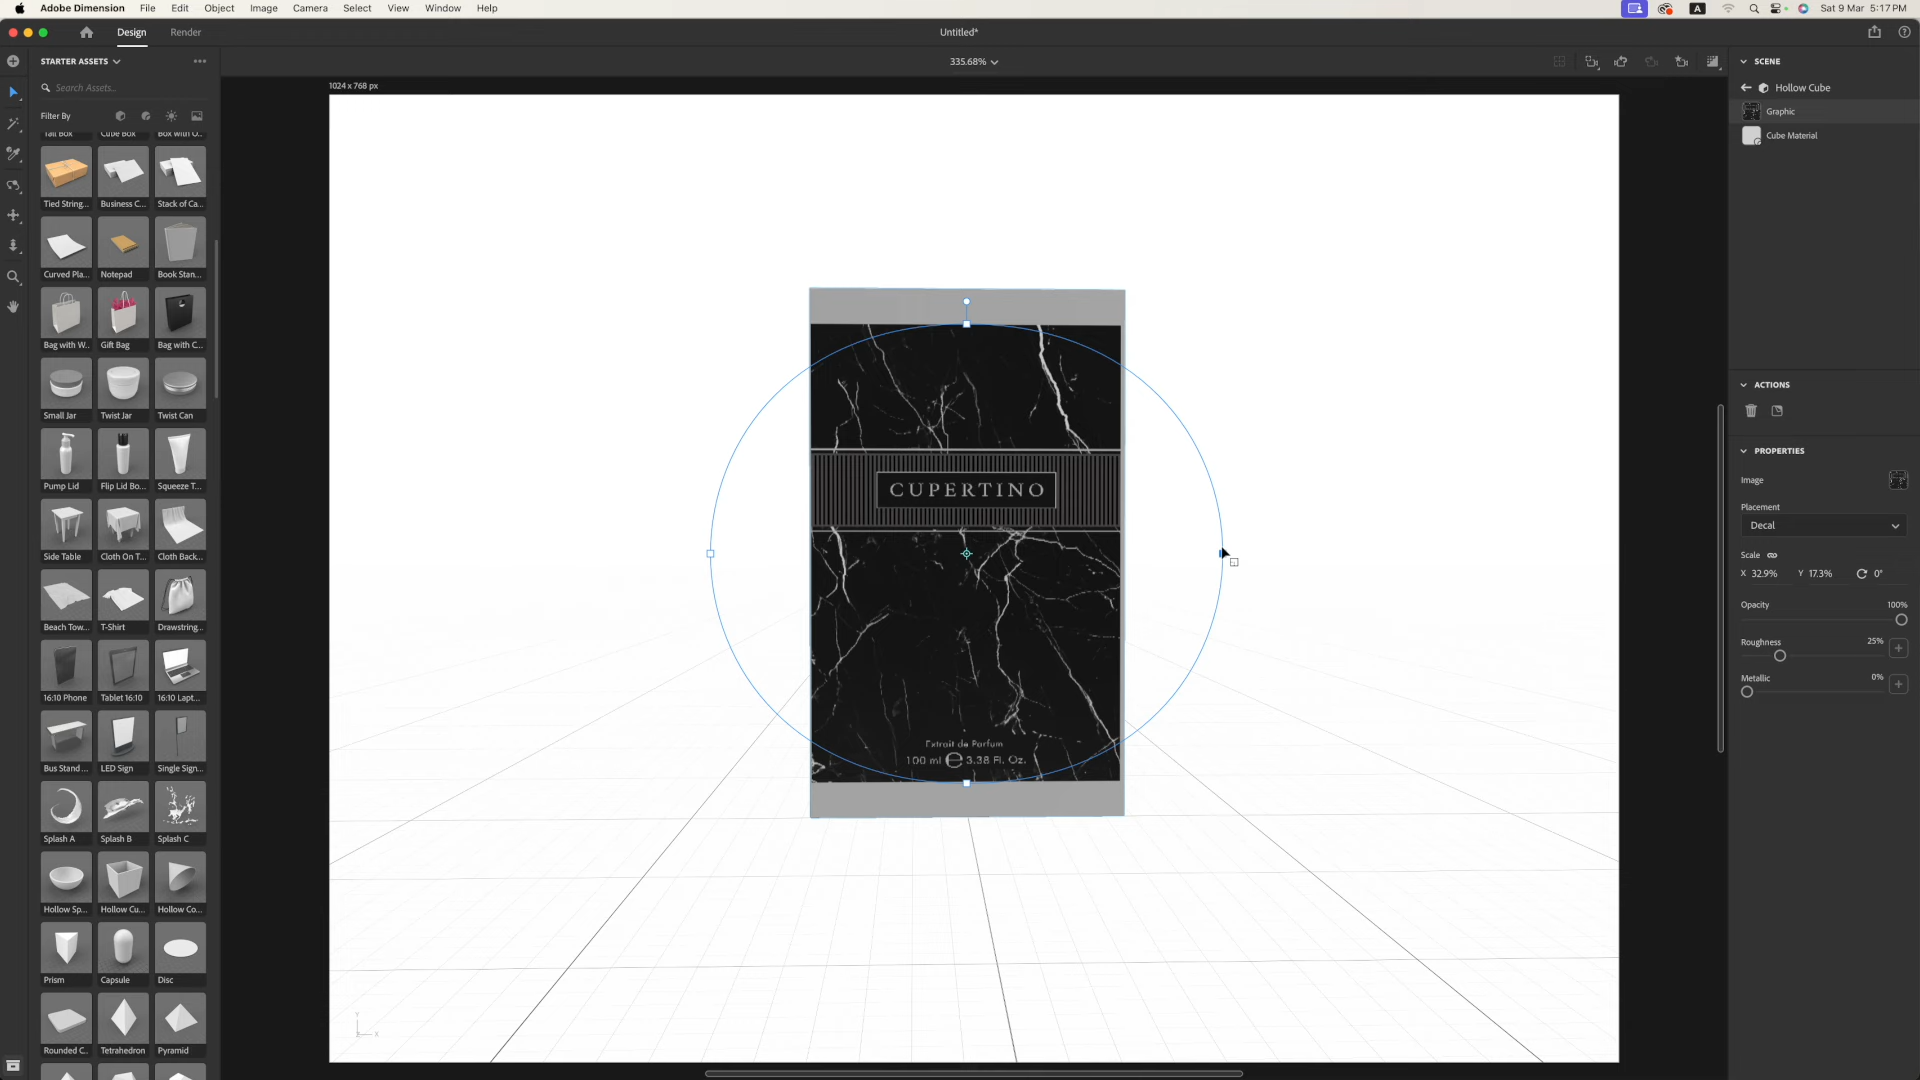 Adobe Dimension File Edit Object Image Camera Select View Window Help
A Sat 9 Mar 5:17 PM
Design Render Untitled*
STARTER ASSETS
335.68%
SCENE
Search Assets...
1024 x 768 px
Hollow Cube
Filter By
Graphic
Tall Box Cube Box Box with O...
Cube Material
Tied String... Business C... Stack of Ca...
Curved Pla... Notepad Book Stan...
Bag with W... Gift Bag Bag with C...
Small Jar Twist Jar Twist Can
Pump Lid Flip Lid Bo... Squeeze T...
Side Table Cloth On T... Cloth Back...
Beach Tow... T-Shirt Drawstring...
16:10 Phone Tablet 16:10 16:10 Lapt...
Bus Stand ... LED Sign Single Sign...
Splash A Splash B Splash C
Hollow Sp... Hollow Cu... Hollow Co...
Prism Capsule Disc
Rounded C... Tetrahedron Pyramid
CUPERTINO
Extrait de Parfum
100 ml e 3.38 Fl. Oz.
Y
Z X
ACTIONS
PROPERTIES
Image
Placement
Decal
Scale
X 32.9% Y 17.3% 0°
Opacity 100%
Roughness 25%
Metallic 0%